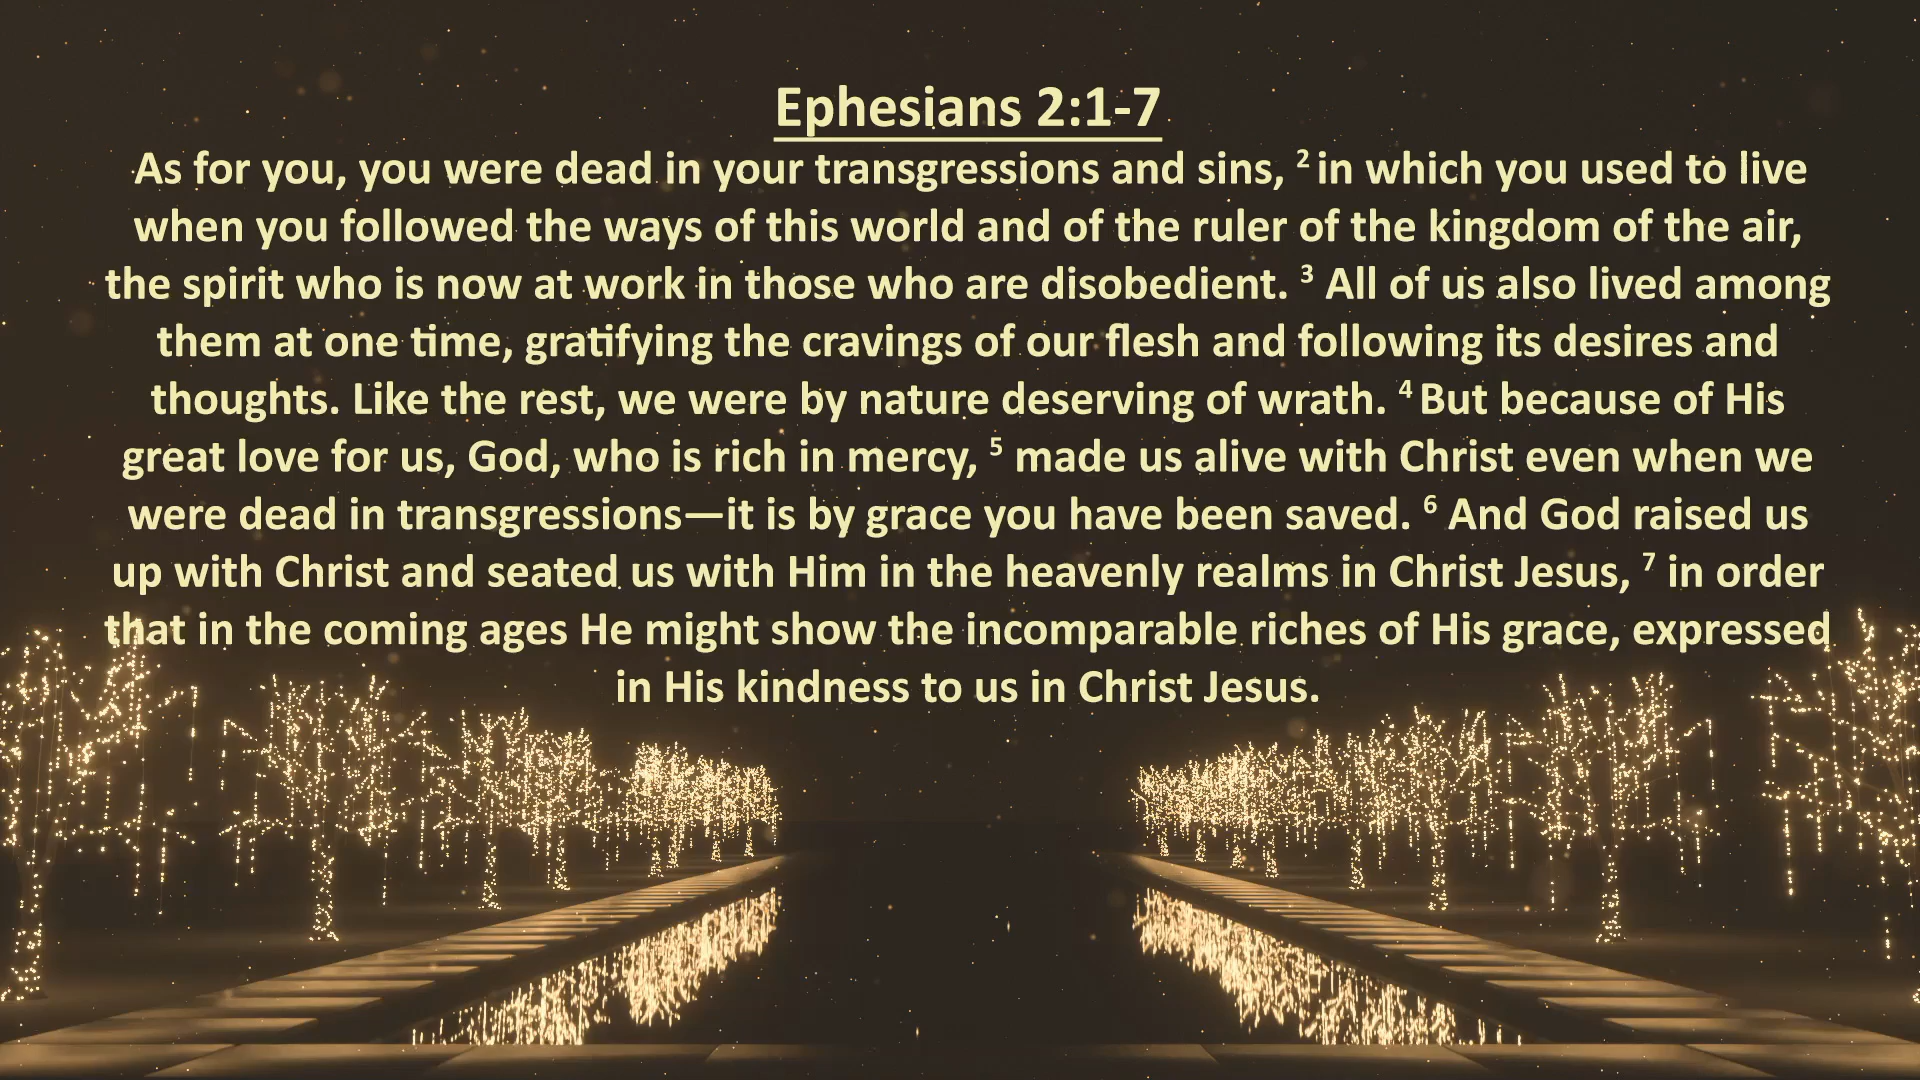 Ephesians 2:1-7
As for you, you were dead in your transgressions and sins, 2 in which you used to live
when you followed the ways of this world and of the ruler of the kingdom of the air,
the spirit who is now at work in those who are disobedient. 3 All of us also lived among
them at one time, gratifying the cravings of our flesh and following its desires and
thoughts. Like the rest, we were by nature deserving of wrath. 4 But because of His
great love for us, God, who is rich in mercy, 5 made us alive with Christ even when we
were dead in transgressions—it is by grace you have been saved. 6 And God raised us
up with Christ and seated us with Him in the heavenly realms in Christ Jesus, 7 in order
that in the coming ages He might show the incomparable riches of His grace, expressed
in His kindness to us in Christ Jesus.